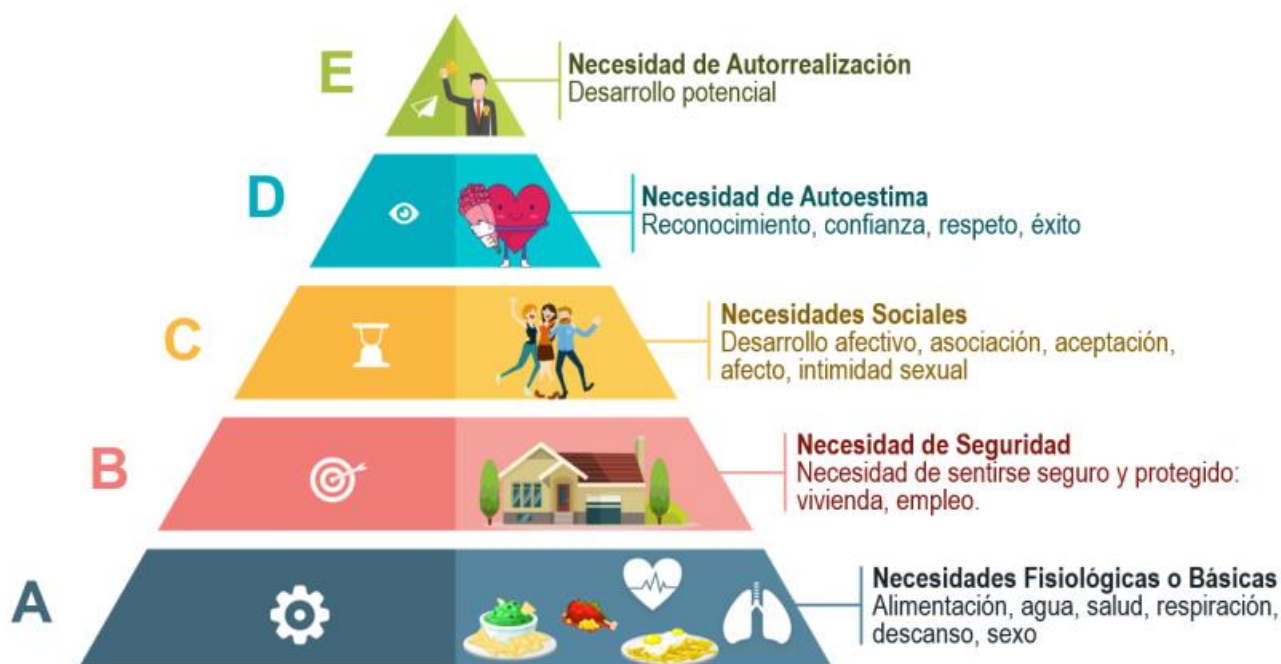 E
Necesidad de Autorrealización
Desarrollo potencial
D
Necesidad de Autoestima
Reconocimiento, confianza, respeto, éxito
C
Necesidades Sociales
Desarrollo afectivo, asociación, aceptación,
afecto, intimidad sexual
B
Necesidad de Seguridad
Necesidad de sentirse seguro y protegido:
vivienda, empleo.
A
Necesidades Fisiológicas o Básicas
Alimentación, agua, salud, respiración,
descanso, sexo